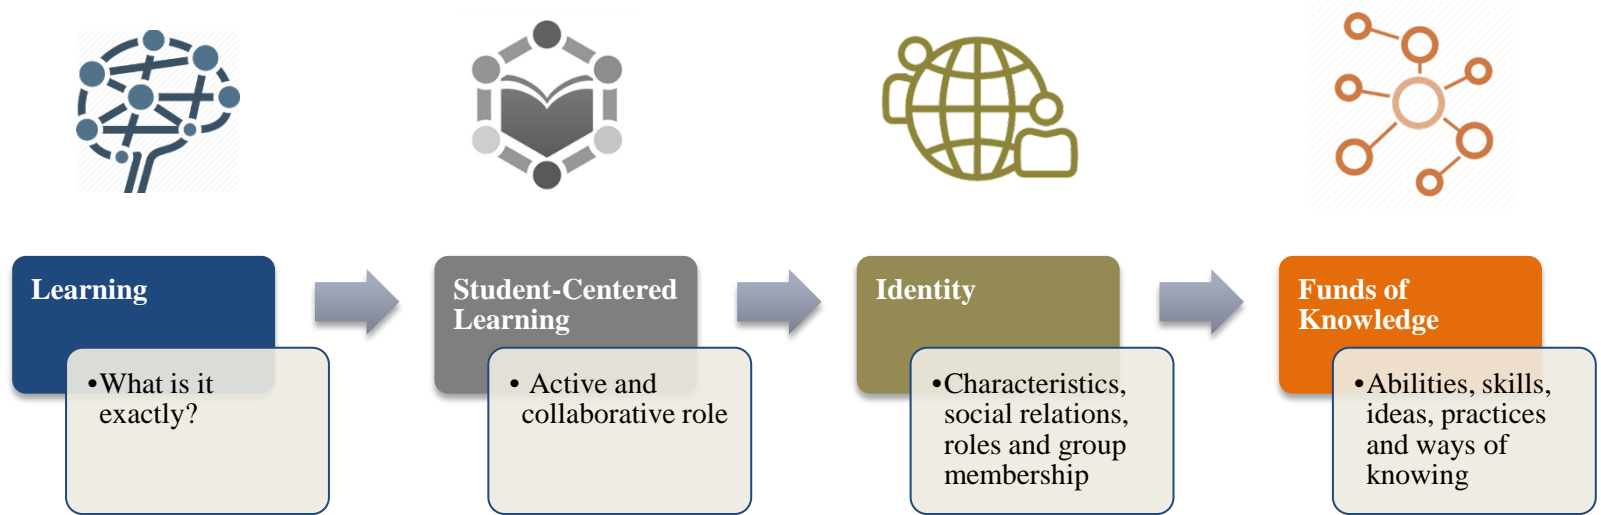 Learning
•What is it
exactly?
Student-Centered
Learning
• Active and
collaborative role
Identity
•Characteristics,
social relations,
roles and group
membership
Funds of
Knowledge
•Abilities, skills,
ideas, practices
and ways of
knowing